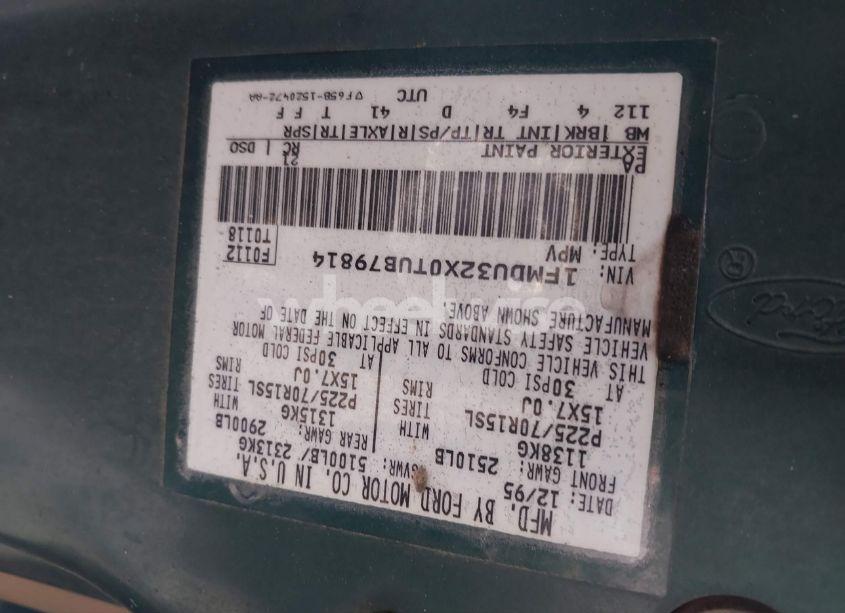 MFD. BY FORD MOTOR CO. IN U.S.A.
DATE: 12/95 GVWR: 5100LB/ 2313KG
FRONT GAWR: 2510LB REAR GAWR: 2900LB
1138KG WITH 1315KG WITH
P225/70R15SL TIRES P225/70R15SL TIRES
15X7.0J RIMS 15X7.0J RIMS
AT 30PSI COLD AT 30PSI COLD
THIS VEHICLE CONFORMS TO ALL APPLICABLE FEDERAL MOTOR
VEHICLE SAFETY STANDARDS IN EFFECT ON THE DATE OF
MANUFACTURE SHOWN ABOVE.
VIN: 1FMDU32X0TUB79814 F0112
TYPE: MPV T0118
EXTERIOR PAINT RC DSO
PA 21
WB BRK INT TR TP/PS R AXLE TR SPR
112 4 F4 D 41 T F F
UTC ▽F65B-1520472-AA
Ford ®
wheelwise